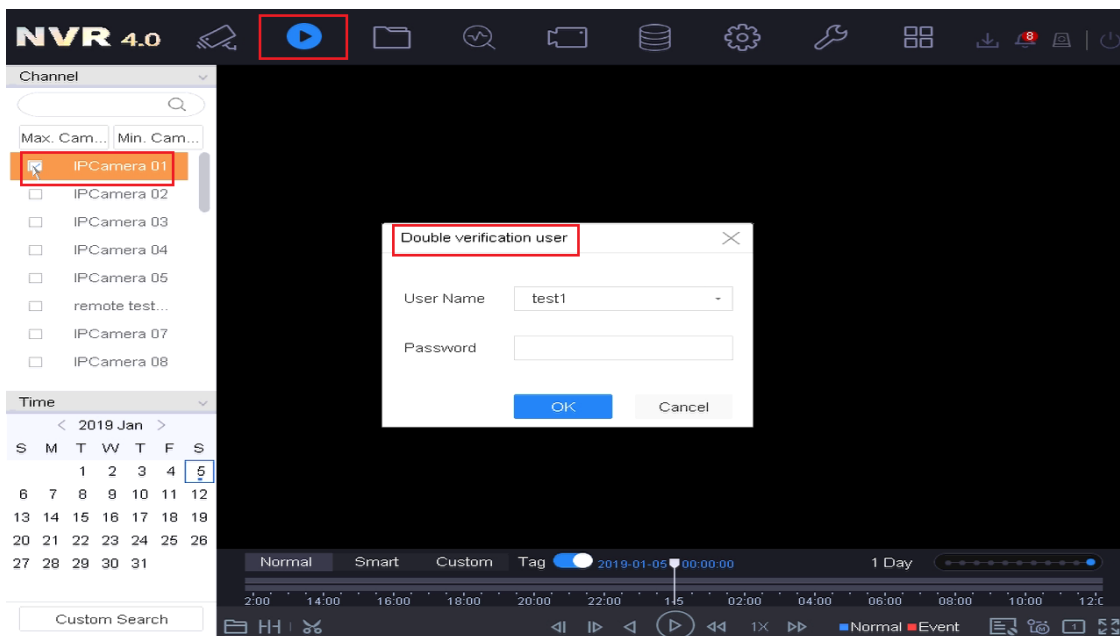 NVR 4.0
8
Channel
Max. Cam... Min. Cam...
IPCamera 01
IPCamera 02
IPCamera 03
IPCamera 04
IPCamera 05
remote test...
IPCamera 07
IPCamera 08
Double verification user
User Name test1
Password
OK Cancel
Time
< 2019 Jan >
S M T W T F S
1 2 3 4 5
6 7 8 9 10 11 12
13 14 15 16 17 18 19
20 21 22 23 24 25 26
27 28 29 30 31
Custom Search
Normal Smart Custom Tag 2019-01-05 00:00:00 1 Day
2:00 14:00 16:00 18:00 20:00 22:00 1-5 02:00 04:00 06:00 08:00 10:00 12:0
1X Normal Event 1